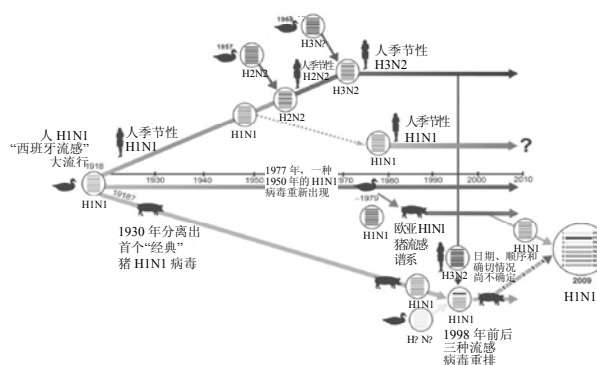 1968
H3N?
1957
人季节性
H3N2
H2N2
人季节性
H2N2
H3N2
H2N2
人季节性
H1N1
人季节性
H1N1
人 H1N1
“西班牙流感”
大流行
1918
H1N1
H1N1
?
1977 年,一种
1950 年的 H1N1
病毒重新出现
1930
1940
1950
1960
1970
1980
1990
2000
2010
H1N1
1918?
~1979
1930 年分离出
首个“经典”
猪 H1N1 病毒
H1N1
欧亚 H1N1
猪流感
谱系
H1N1
H3N2
日期、顺序和
确切情况
尚不确定
2009
H1N1
H1N1
H? N?
H1N1
1998 年前后
三种流感
病毒重排